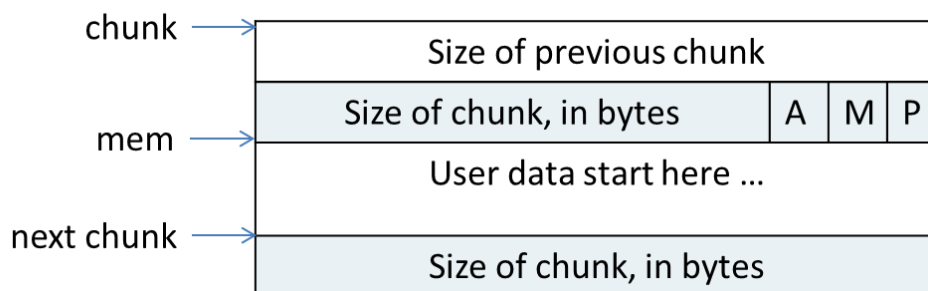 chunk
Size of previous chunk
Size of chunk, in bytes A M P
mem
User data start here ...
next chunk
Size of chunk, in bytes